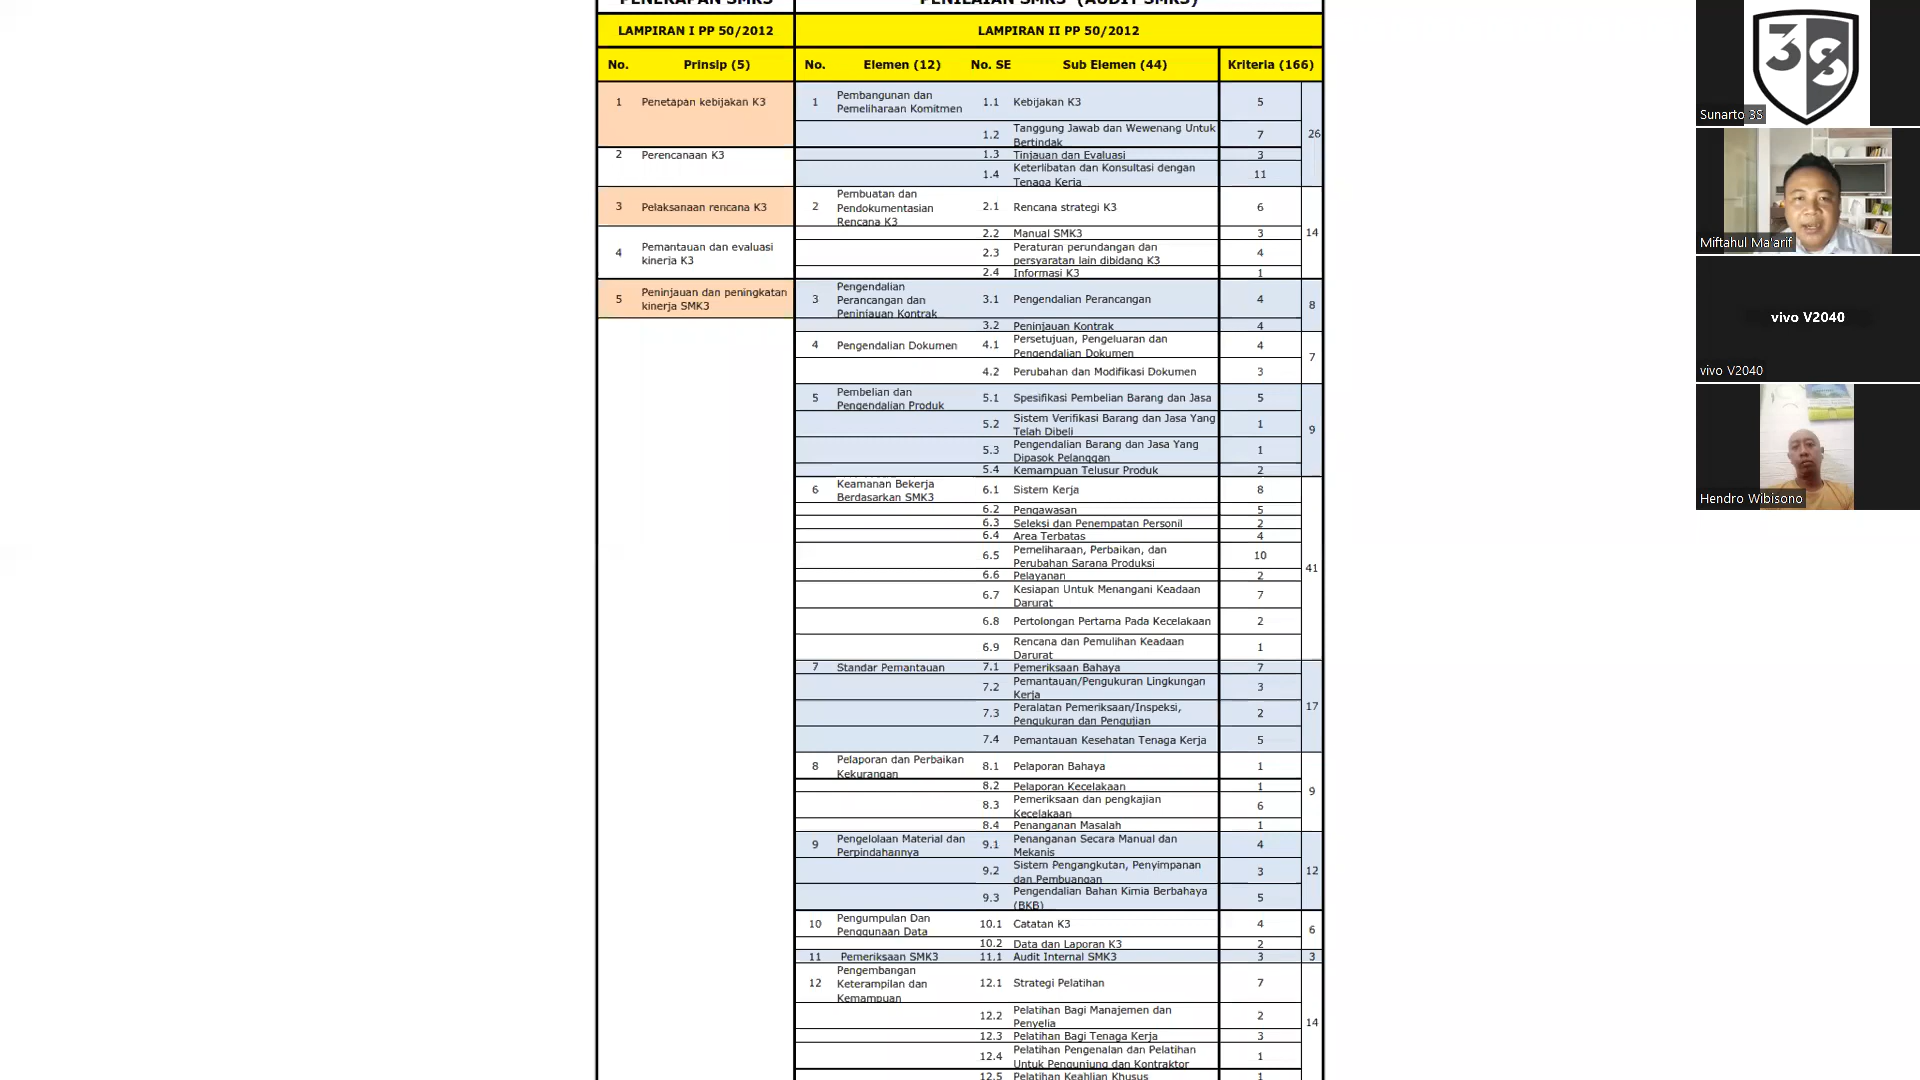 PENERAPAN SMK3 PENILAIAN SMK3 (AUDIT SMK3)
LAMPIRAN I PP 50/2012 LAMPIRAN II PP 50/2012
No. Prinsip (5) No. Elemen (12) No. SE Sub Elemen (44) Kriteria (166)
1 Penetapan kebijakan K3 1 Pembangunan dan Pemeliharaan Komitmen 1.1 Kebijakan K3 5 26
1.2 Tanggung Jawab dan Wewenang Untuk Bertindak 7
2 Perencanaan K3 1.3 Tinjauan dan Evaluasi 3
1.4 Keterlibatan dan Konsultasi dengan Tenaga Kerja 11
3 Pelaksanaan rencana K3 2 Pembuatan dan Pendokumentasian Rencana K3 2.1 Rencana strategi K3 6 14
2.2 Manual SMK3 3
4 Pemantauan dan evaluasi kinerja K3 2.3 Peraturan perundangan dan persyaratan lain dibidang K3 4
2.4 Informasi K3 1
5 Peninjauan dan peningkatan kinerja SMK3 3 Pengendalian Perancangan dan Peninjauan Kontrak 3.1 Pengendalian Perancangan 4 8
3.2 Peninjauan Kontrak 4
4 Pengendalian Dokumen 4.1 Persetujuan, Pengeluaran dan Pengendalian Dokumen 4 7
4.2 Perubahan dan Modifikasi Dokumen 3
5 Pembelian dan Pengendalian Produk 5.1 Spesifikasi Pembelian Barang dan Jasa 5 9
5.2 Sistem Verifikasi Barang dan Jasa Yang Telah Dibeli 1
5.3 Pengendalian Barang dan Jasa Yang Dipasok Pelanggan 1
5.4 Kemampuan Telusur Produk 2
6 Keamanan Bekerja Berdasarkan SMK3 6.1 Sistem Kerja 8 41
6.2 Pengawasan 5
6.3 Seleksi dan Penempatan Personil 2
6.4 Area Terbatas 4
6.5 Pemeliharaan, Perbaikan, dan Perubahan Sarana Produksi 10
6.6 Pelayanan 2
6.7 Kesiapan Untuk Menangani Keadaan Darurat 7
6.8 Pertolongan Pertama Pada Kecelakaan 2
6.9 Rencana dan Pemulihan Keadaan Darurat 1
7 Standar Pemantauan 7.1 Pemeriksaan Bahaya 7 17
7.2 Pemantauan/Pengukuran Lingkungan Kerja 3
7.3 Peralatan Pemeriksaan/Inspeksi, Pengukuran dan Pengujian 2
7.4 Pemantauan Kesehatan Tenaga Kerja 5
8 Pelaporan dan Perbaikan Kekurangan 8.1 Pelaporan Bahaya 1 9
8.2 Pelaporan Kecelakaan 1
8.3 Pemeriksaan dan pengkajian Kecelakaan 6
8.4 Penanganan Masalah 1
9 Pengelolaan Material dan Perpindahannya 9.1 Penanganan Secara Manual dan Mekanis 4 12
9.2 Sistem Pengangkutan, Penyimpanan dan Pembuangan 3
9.3 Pengendalian Bahan Kimia Berbahaya (BKB) 5
10 Pengumpulan Dan Penggunaan Data 10.1 Catatan K3 4 6
10.2 Data dan Laporan K3 2
11 Pemeriksaan SMK3 11.1 Audit Internal SMK3 3 3
12 Pengembangan Keterampilan dan Kemampuan 12.1 Strategi Pelatihan 7 14
12.2 Pelatihan Bagi Manajemen dan Penyelia 2
12.3 Pelatihan Bagi Tenaga Kerja 3
12.4 Pelatihan Pengenalan dan Pelatihan Untuk Pengunjung dan Kontraktor 1
12.5 Pelatihan Keahlian Khusus 1
3S
Sunarto 3S
Miftahul Ma'arif
vivo V2040
vivo V2040
Hendro Wibisono